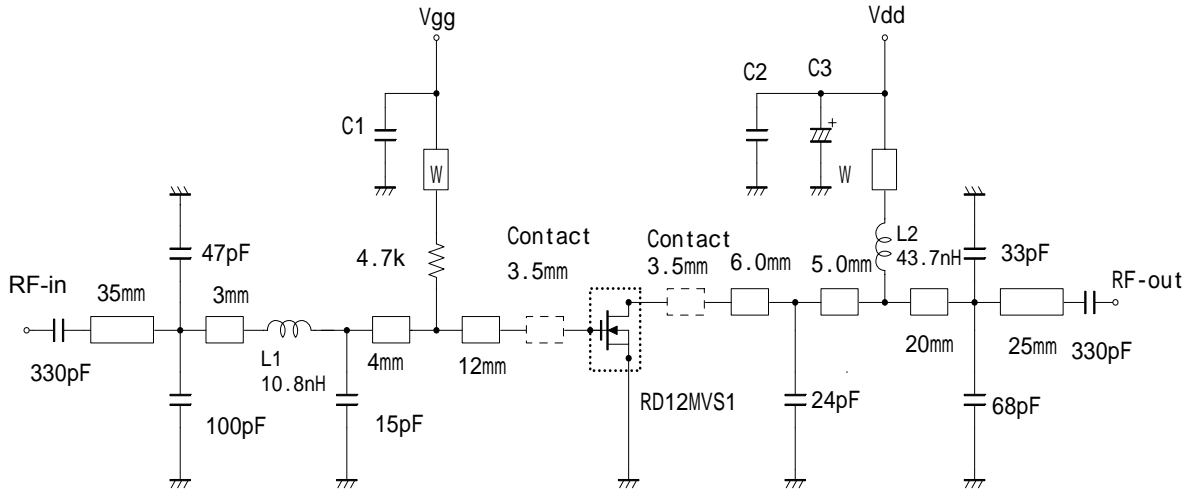 Vgg
Vdd
C2
C3
C1
+
W
W
47pF
4.7k
Contact
3.5mm
Contact
3.5mm
6.0mm
5.0mm
L2
43.7nH
33pF
RF-in
RF-out
35mm
3mm
330pF
L1
10.8nH
4mm
12mm
20mm
25mm
330pF
100pF
15pF
RD12MVS1
24pF
68pF